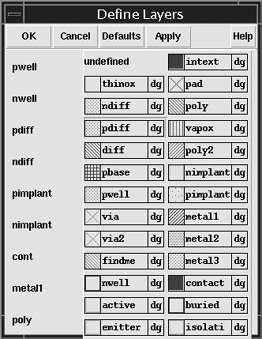 Define Layers
OK Cancel Defaults Apply Help
pwell
nwell
pdiff
ndiff
pimplant
nimplant
cont
metal1
poly
undefined intext dg
thinox dg pad dg
ndiff dg poly dg
pdiff dg vapox dg
diff dg poly2 dg
pbase dg nimplant dg
pwell dg pimplant dg
via dg metal1 dg
via2 dg metal2 dg
findme dg metal3 dg
nwell dg contact dg
active dg buried dg
emitter dg isolati dg